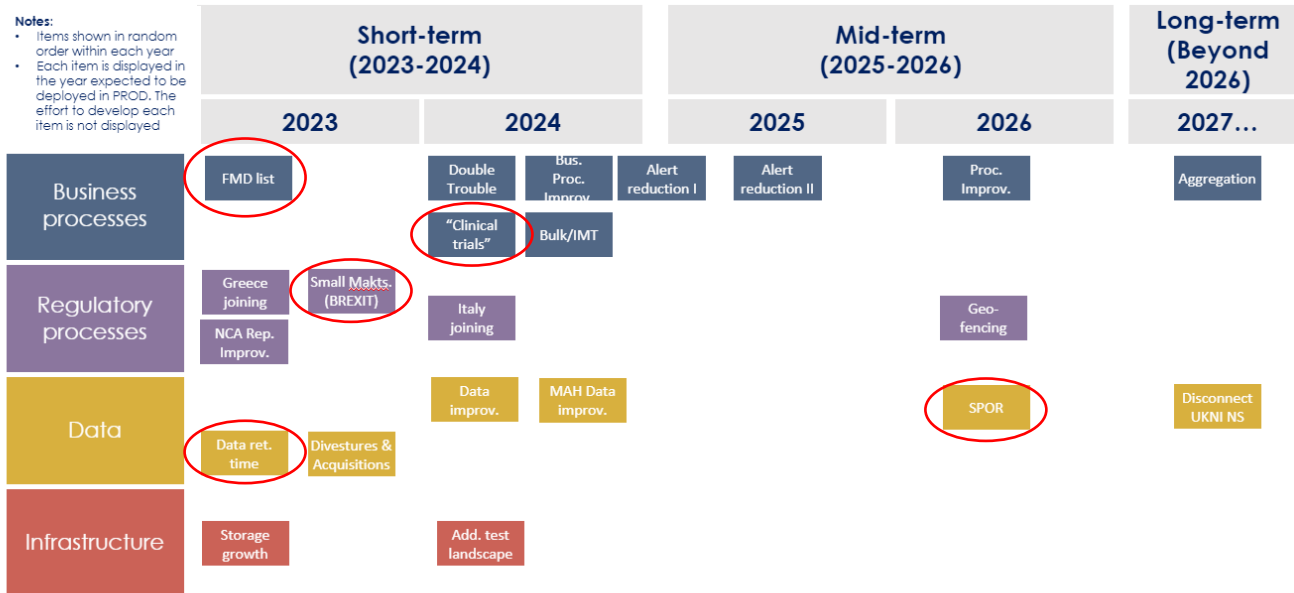 Notes:
• Items shown in random
order within each year
• Each item is displayed in
the year expected to be
deployed in PROD. The
effort to develop each
item is not displayed
Short-term
(2023-2024)
Mid-term
(2025-2026)
Long-term
(Beyond
2026)
2023
2024
2025
2026
2027...
Business
processes
FMD list
Double
Trouble
Bus.
Proc.
Improv.
Alert
reduction I
Alert
reduction II
Proc.
Improv.
Aggregation
"Clinical
trials"
Bulk/IMT
Regulatory
processes
Greece
joining
Small Makts.
(BREXIT)
NCA Rep.
Improv.
Italy
joining
Geo-
fencing
Data
Data
improv.
MAH Data
improv.
SPOR
Disconnect
UKNI NS
Data ret.
time
Divestures &
Acquisitions
Infrastructure
Storage
growth
Add. test
landscape